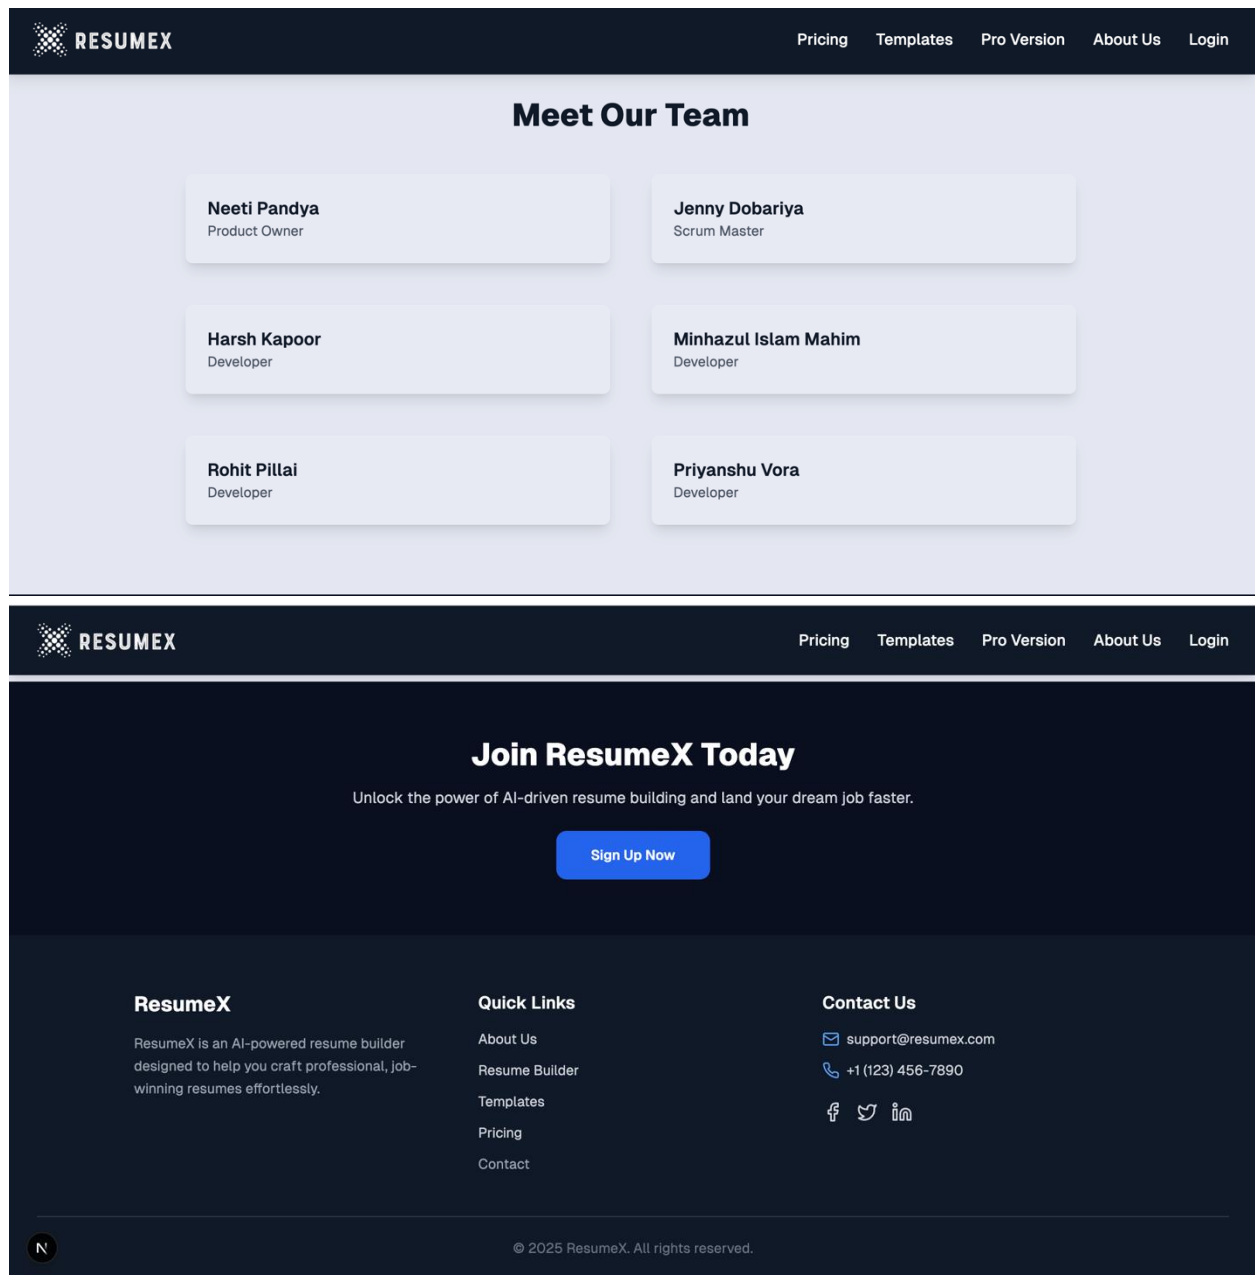 RESUMEX
Pricing Templates Pro Version About Us Login
Meet Our Team
Neeti Pandya
Product Owner
Jenny Dobariya
Scrum Master
Harsh Kapoor
Developer
Minhazul Islam Mahim
Developer
Rohit Pillai
Developer
Priyanshu Vora
Developer
RESUMEX
Pricing Templates Pro Version About Us Login
Join ResumeX Today
Unlock the power of AI-driven resume building and land your dream job faster.
Sign Up Now
ResumeX
ResumeX is an AI-powered resume builder
designed to help you craft professional, job-
winning resumes effortlessly.
Quick Links
About Us
Resume Builder
Templates
Pricing
Contact
Contact Us
support@resumex.com
+1 (123) 456-7890
N
© 2025 ResumeX. All rights reserved.